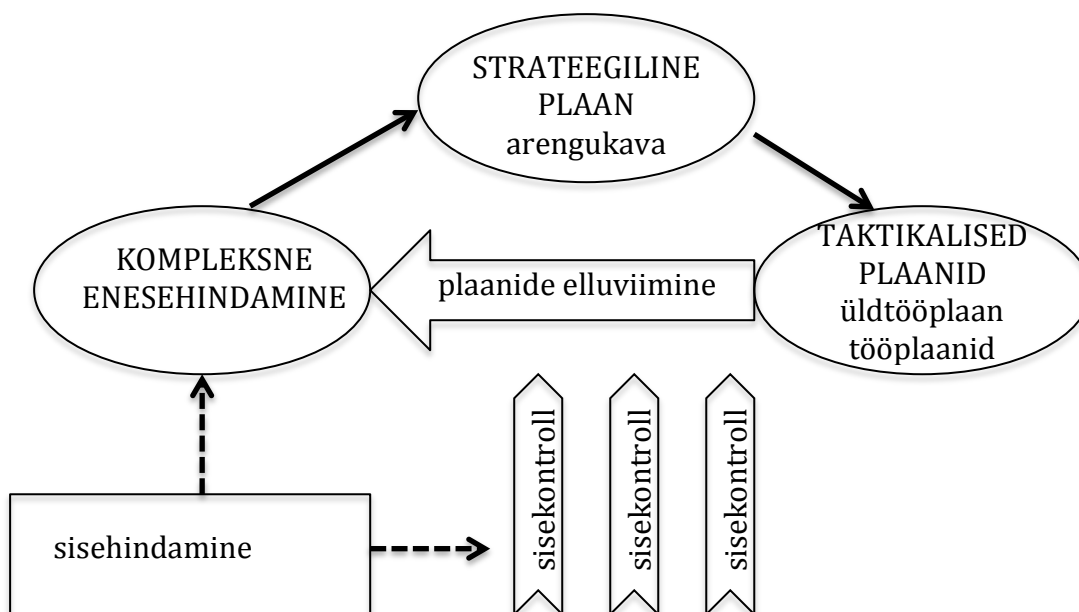 STRATEEGILINE
PLAAN
arengukava
KOMPLEKSNE
ENESEHINDAMINE
plaanide elluviimine
TAKTIKALISED
PLAANID
üldtööplaan
tööplaanid
sisehindamine
sisekontroll
sisekontroll
sisekontroll